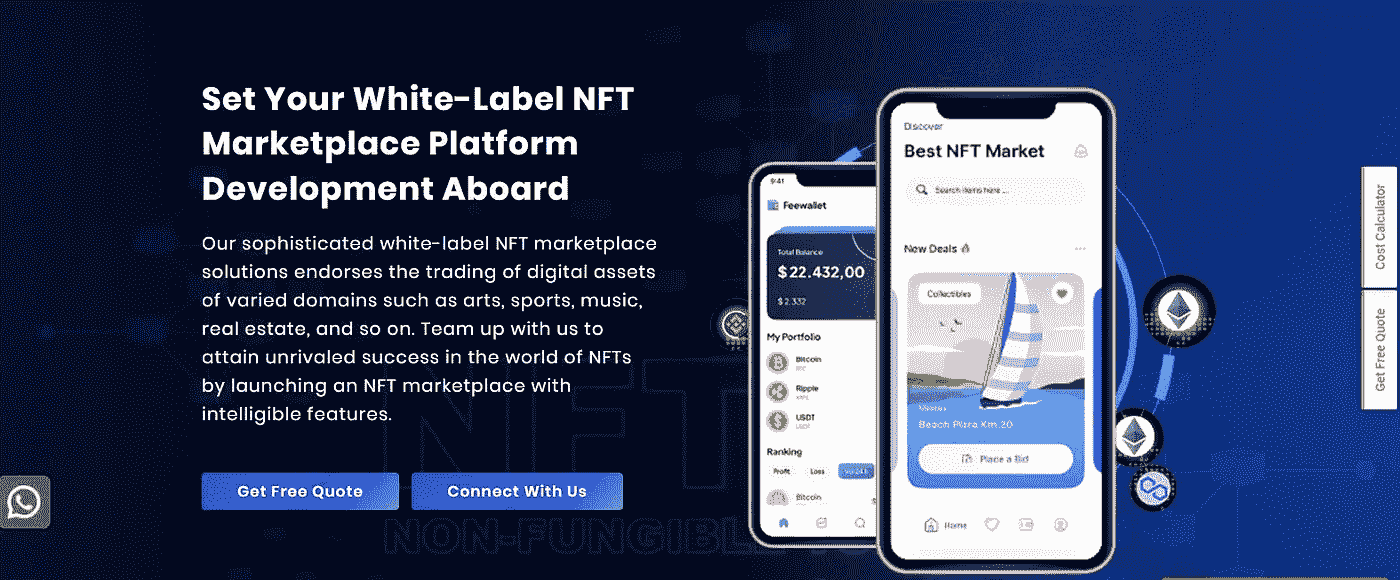 Set Your White-Label NFT
Marketplace Platform
Development Aboard
Our sophisticated white-label NFT marketplace
solutions endorses the trading of digital assets
of varied domains such as arts, sports, music,
real estate, and so on. Team up with us to
attain unrivaled success in the world of NFTs
by launching an NFT marketplace with
intelligible features.
Get Free Quote
Connect With Us
NFT
NON-FUNGIBL
9:41
Feewallet
Total Balance
$22.432,00
$2.332
My Portfolio
Bitcoin
BTC
Ripple
USDT
USDT
Ranking
Profit
Loss
Bitcoin
Discover
Best NFT Market
Search items here ...
New Deals
Collectibles
Beach Pizza Km 20
Place a Bid
Home
Cost Calculator
Get Free Quote